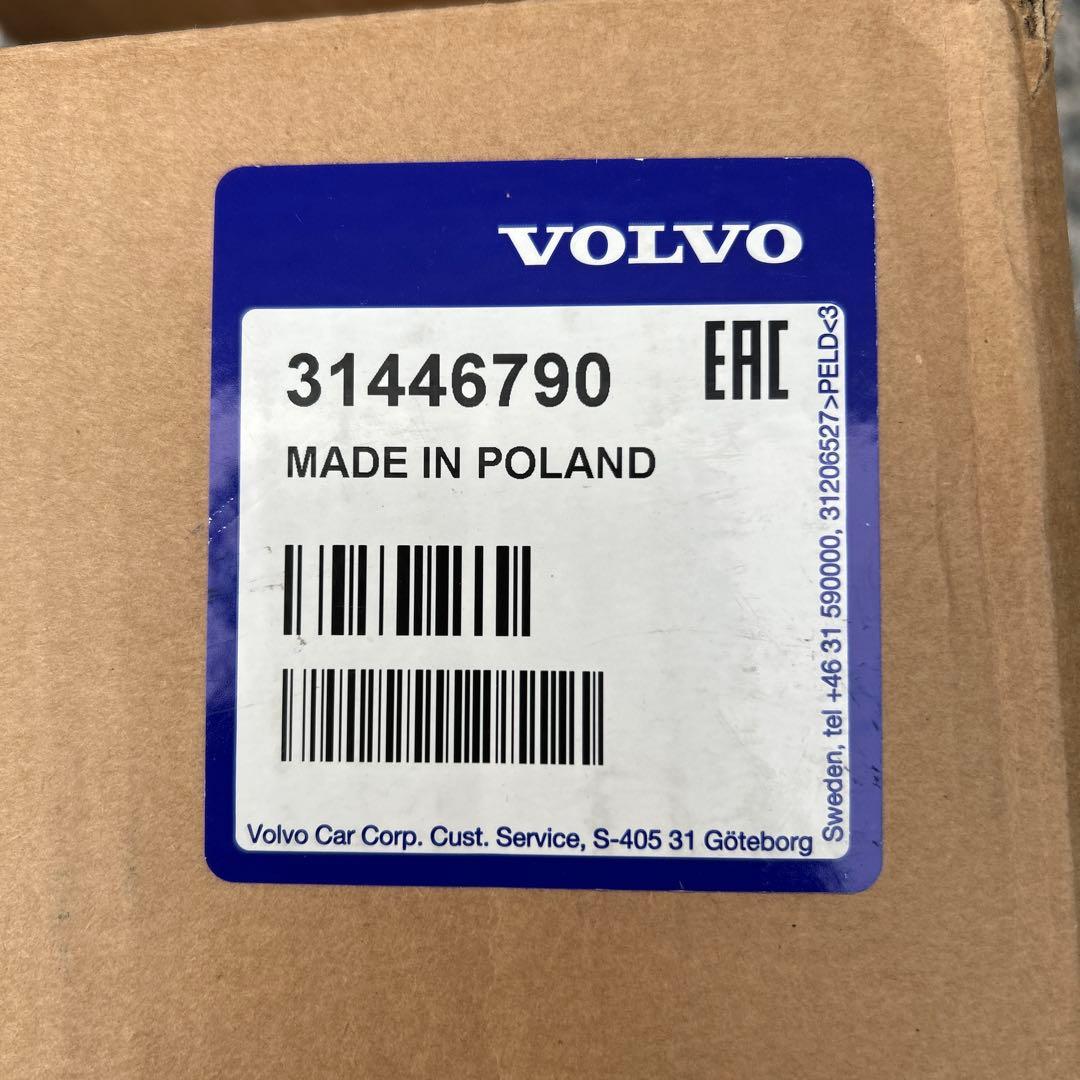 VOLVO
31446790
EAC
MADE IN POLAND
Volvo Car Corp. Cust. Service, S-405 31 Göteborg
Sweden, tel +46 31 590000, 31206527>PELD<3